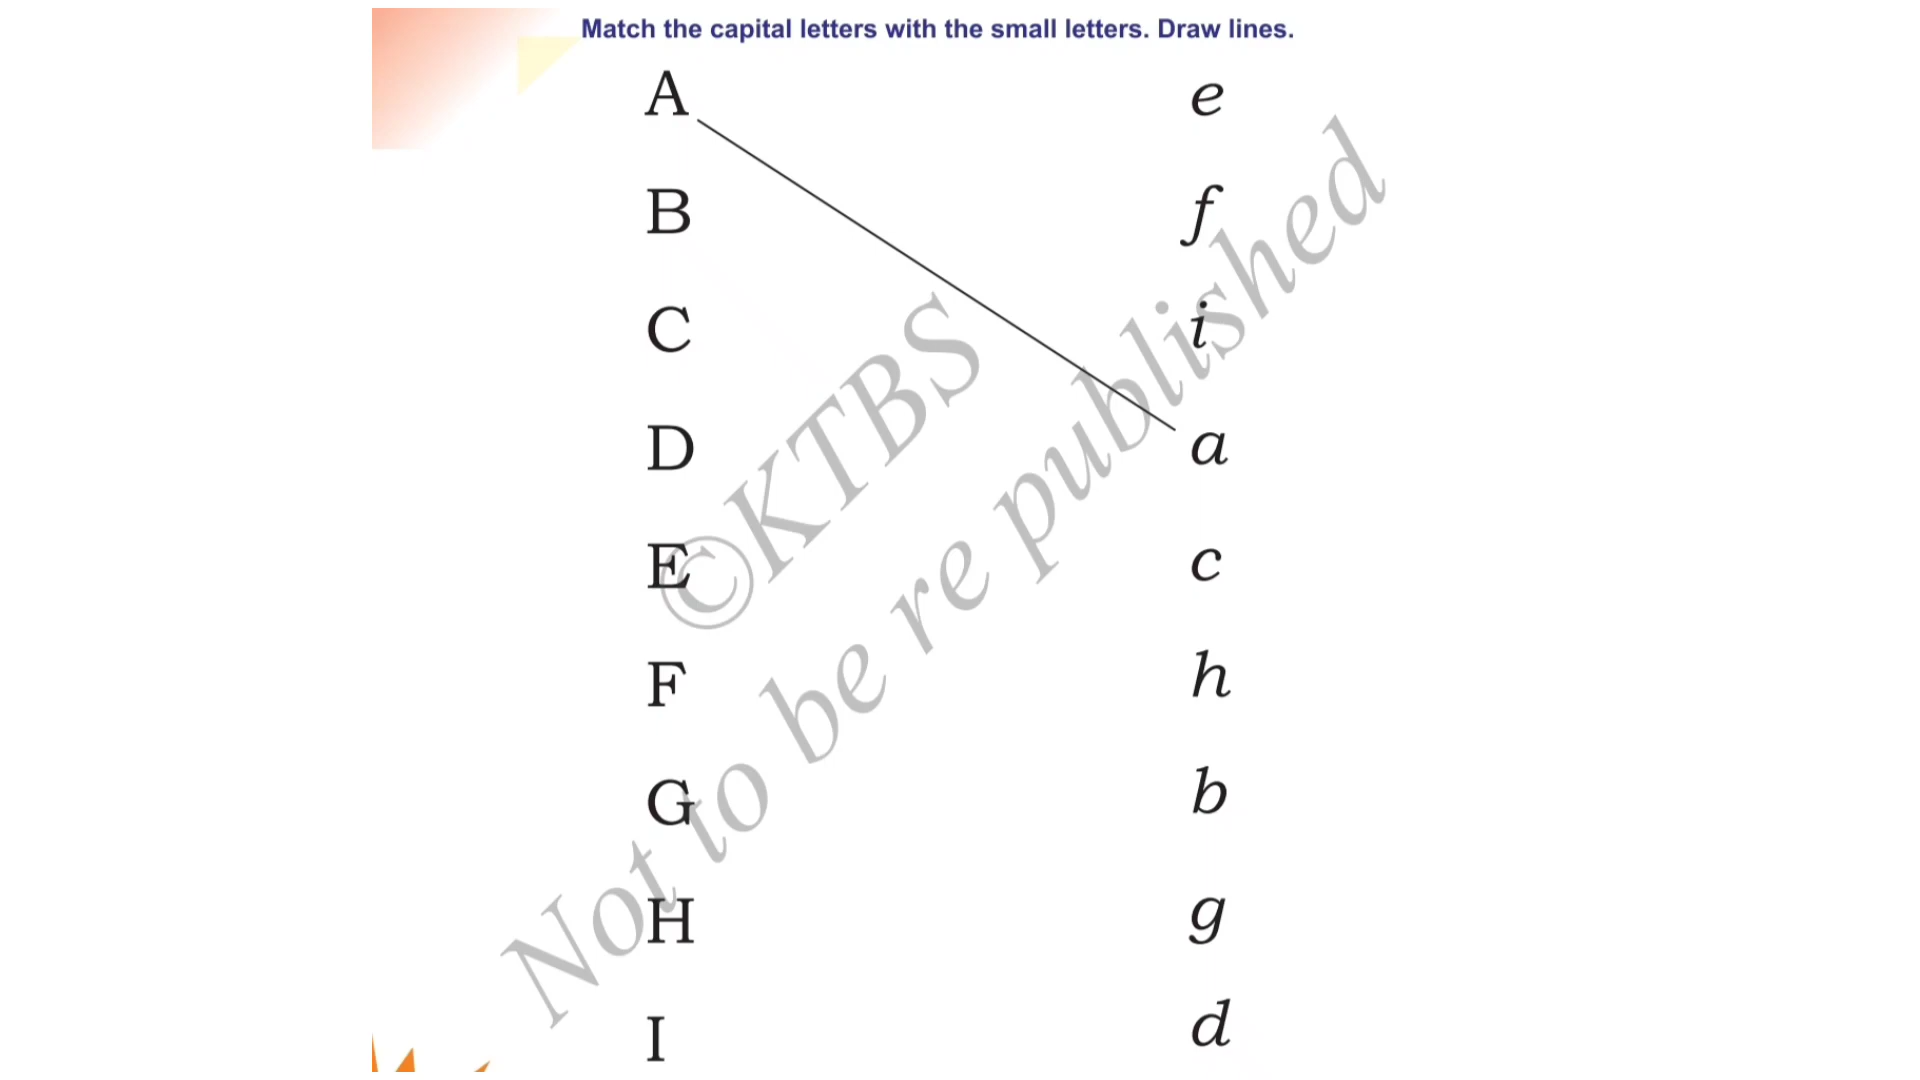 Match the capital letters with the small letters. Draw lines.
A e
B f
C i
D a
E c
F h
G b
H g
I d
©KTBS
Not to be re published